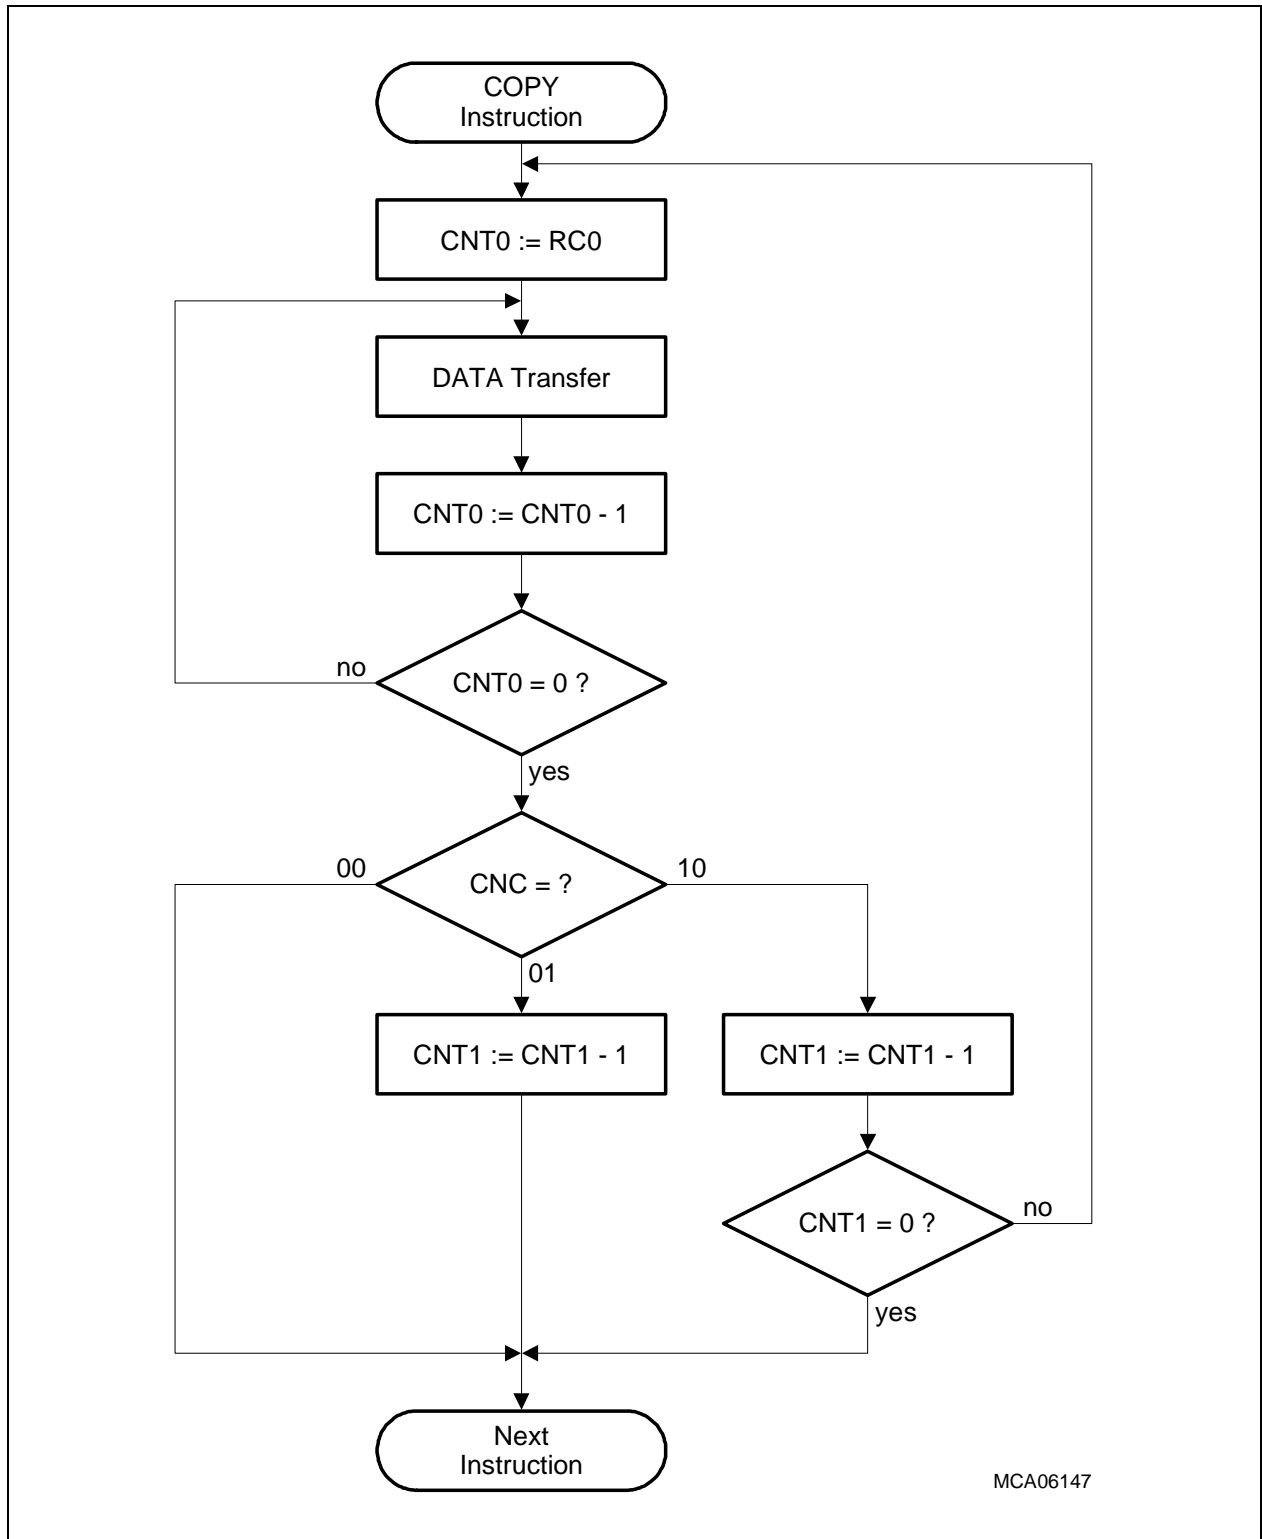 COPY
Instruction
CNT0 := RC0
DATA Transfer
CNT0 := CNT0 - 1
no
CNT0 = 0 ?
yes
00
CNC = ?
10
01
CNT1 := CNT1 - 1
CNT1 := CNT1 - 1
CNT1 = 0 ?
no
yes
Next
Instruction
MCA06147